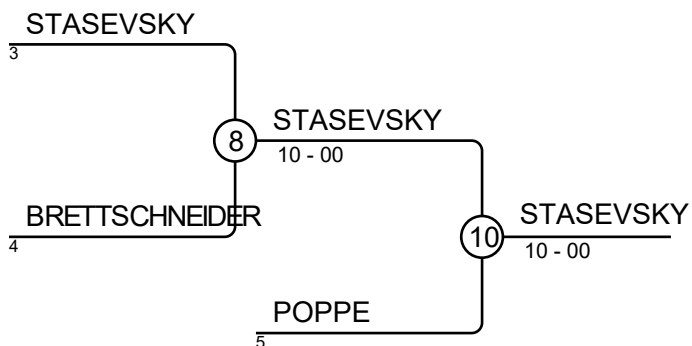 STASEVSKY
3
8
STASEVSKY
10 - 00
BRETTSCHNEIDER
4
10
STASEVSKY
10 - 00
POPPE
5